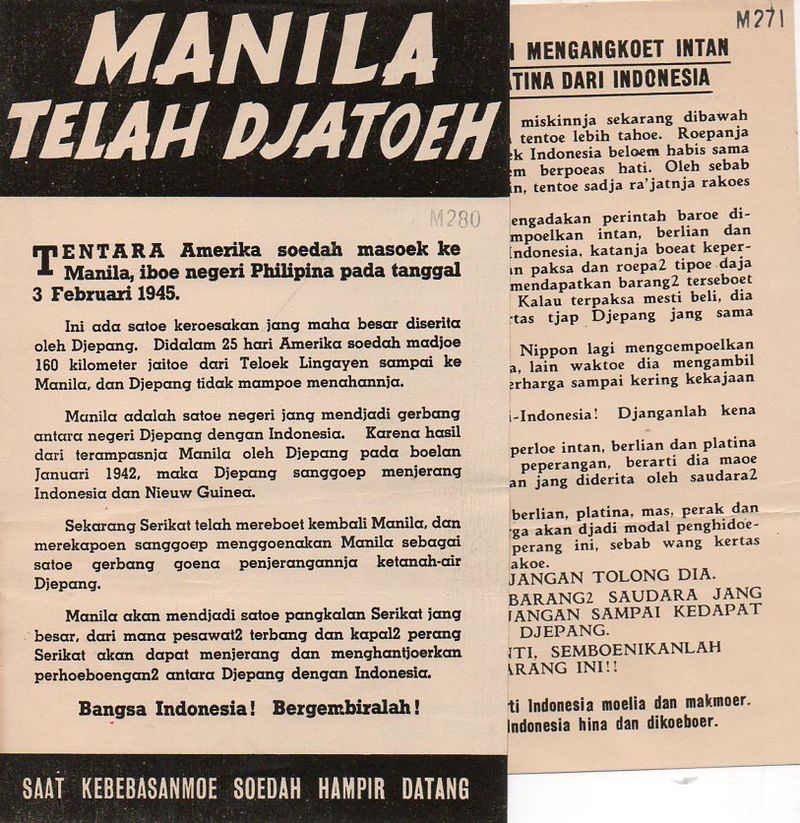 MANILA
TELAH DJATOEH
M280
TENTARA Amerika soedah masoek ke
Manila, iboe negeri Philipina pada tanggal
3 Februari 1945.
Ini ada satoe keroesakan jang maha besar diserita
oleh Djepang. Didalam 25 hari Amerika soedah madjoe
160 kilometer jaitoe dari Teloek Lingayen sampai ke
Manila, dan Djepang tidak mampoe menahannja.
Manila adalah satoe negeri jang mendjadi gerbang
antara negeri Djepang dengan Indonesia. Karena hasil
dari terampasnja Manila oleh Djepang pada boelan
Januari 1942, maka Djepang sanggoep menjerang
Indonesia dan Nieuw Guinea.
Sekarang Serikat telah mereboet kembali Manila, dan
merekapoen sanggoep menggoenakan Manila sebagai
satoe gerbang goena penjerangannja ketanah-air
Djepang.
Manila akan mendjadi satoe pangkalan Serikat jang
besar, dari mana pesawat2 terbang dan kapal2 perang
Serikat akan dapat menjerang dan menghantjoerkan
perhoeboengan2 antara Djepang dengan Indonesia.
Bangsa Indonesia! Bergembiralah!
SAAT KEBEBASANMOE SOEDAH HAMPIR DATANG
M271
MENGANGKOET INTAN
TINA DARI INDONESIA
miskinnja sekarang dibawah
tentoe lebih tahoe. Roepanja
ek Indonesia beloem habis sama
m berpoeas hati. Oleh sebab
n, tentoe sadja ra'jatnja rakoes
engadakan perintah baroe di-
mpoelkan intan, berlian dan
Indonesia, katanja boeat keper-
n paksa dan roepa2 tipoe daja
mendapatkan barang2 terseboet
Kalau terpaksa mesti beli, dia
rtas tjap Djepang jang sama
Nippon lagi mengoempoelkan
a, lain waktoe dia mengambil
erharga sampai kering kekajaan
i-Indonesia! Djanganlah kena
perloe intan, berlian dan platina
peperangan, berarti dia maoe
an jang diderita oleh saudara2
berlian, platina, mas, perak dan
rga akan djadi modal penghidoe-
perang ini, sebab wang kertas
akoe.
JANGAN TOLONG DIA.
BARANG2 SAUDARA JANG
JANGAN SAMPAI KEDAPAT
DJEPANG.
TI, SEMBOENIKANLAH
ARANG INI!!
ti Indonesia moelia dan makmoer.
Indonesia hina dan dikoeboer.